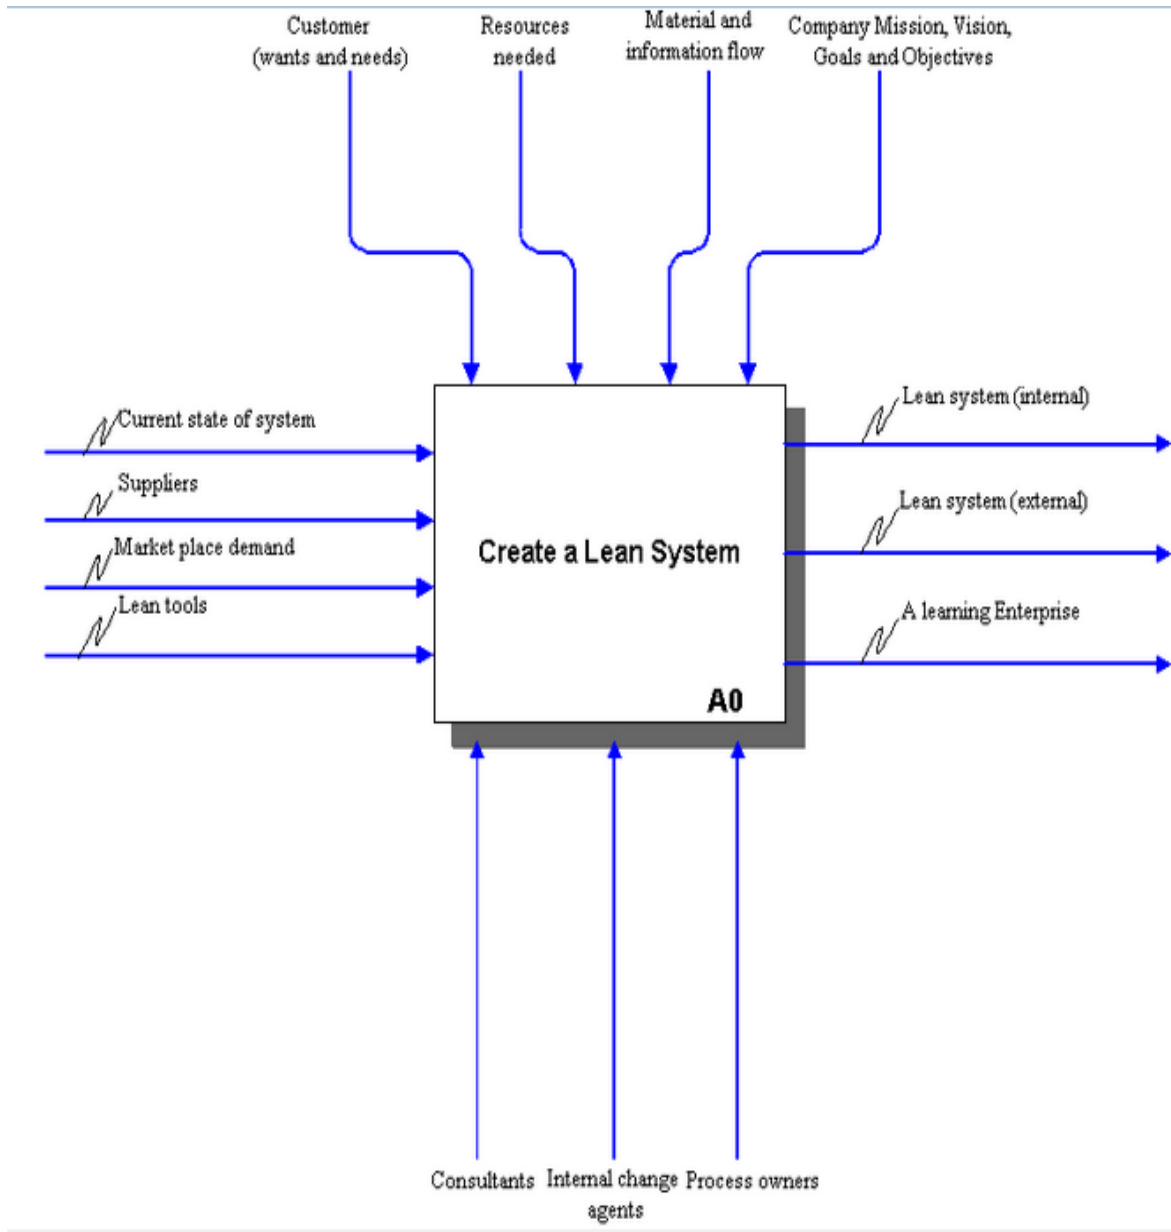 Customer
(wants and needs)
Resources
needed
Material and
information flow
Company Mission, Vision,
Goals and Objectives
Current state of system
Suppliers
Market place demand
Lean tools
Create a Lean System
A0
Lean system (internal)
Lean system (external)
A learning Enterprise
Consultants
Internal change
agents
Process owners